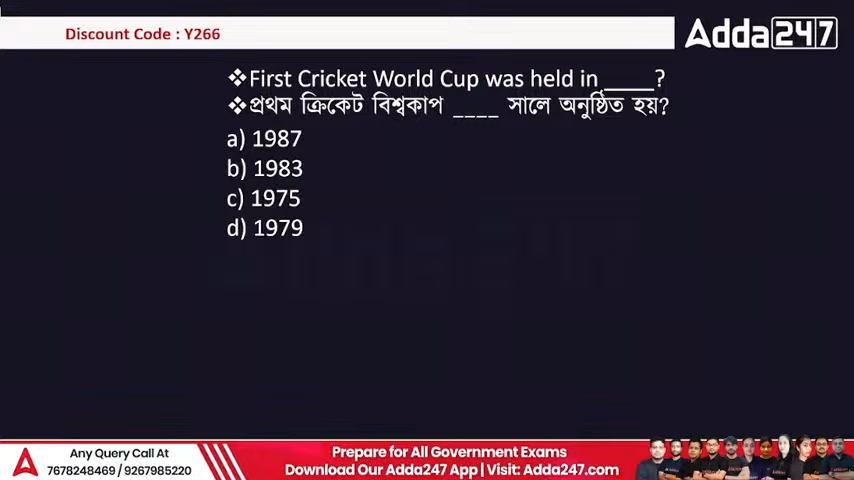 Discount Code : Y266
Adda247
❖First Cricket World Cup was held in ____?
❖প্রথম ক্রিকেট বিশ্বকাপ ____ সালে অনুষ্ঠিত হয়?
a) 1987
b) 1983
c) 1975
d) 1979
Any Query Call At
7678248469 / 9267985220
Prepare for All Government Exams
Download Our Adda247 App | Visit: Adda247.com